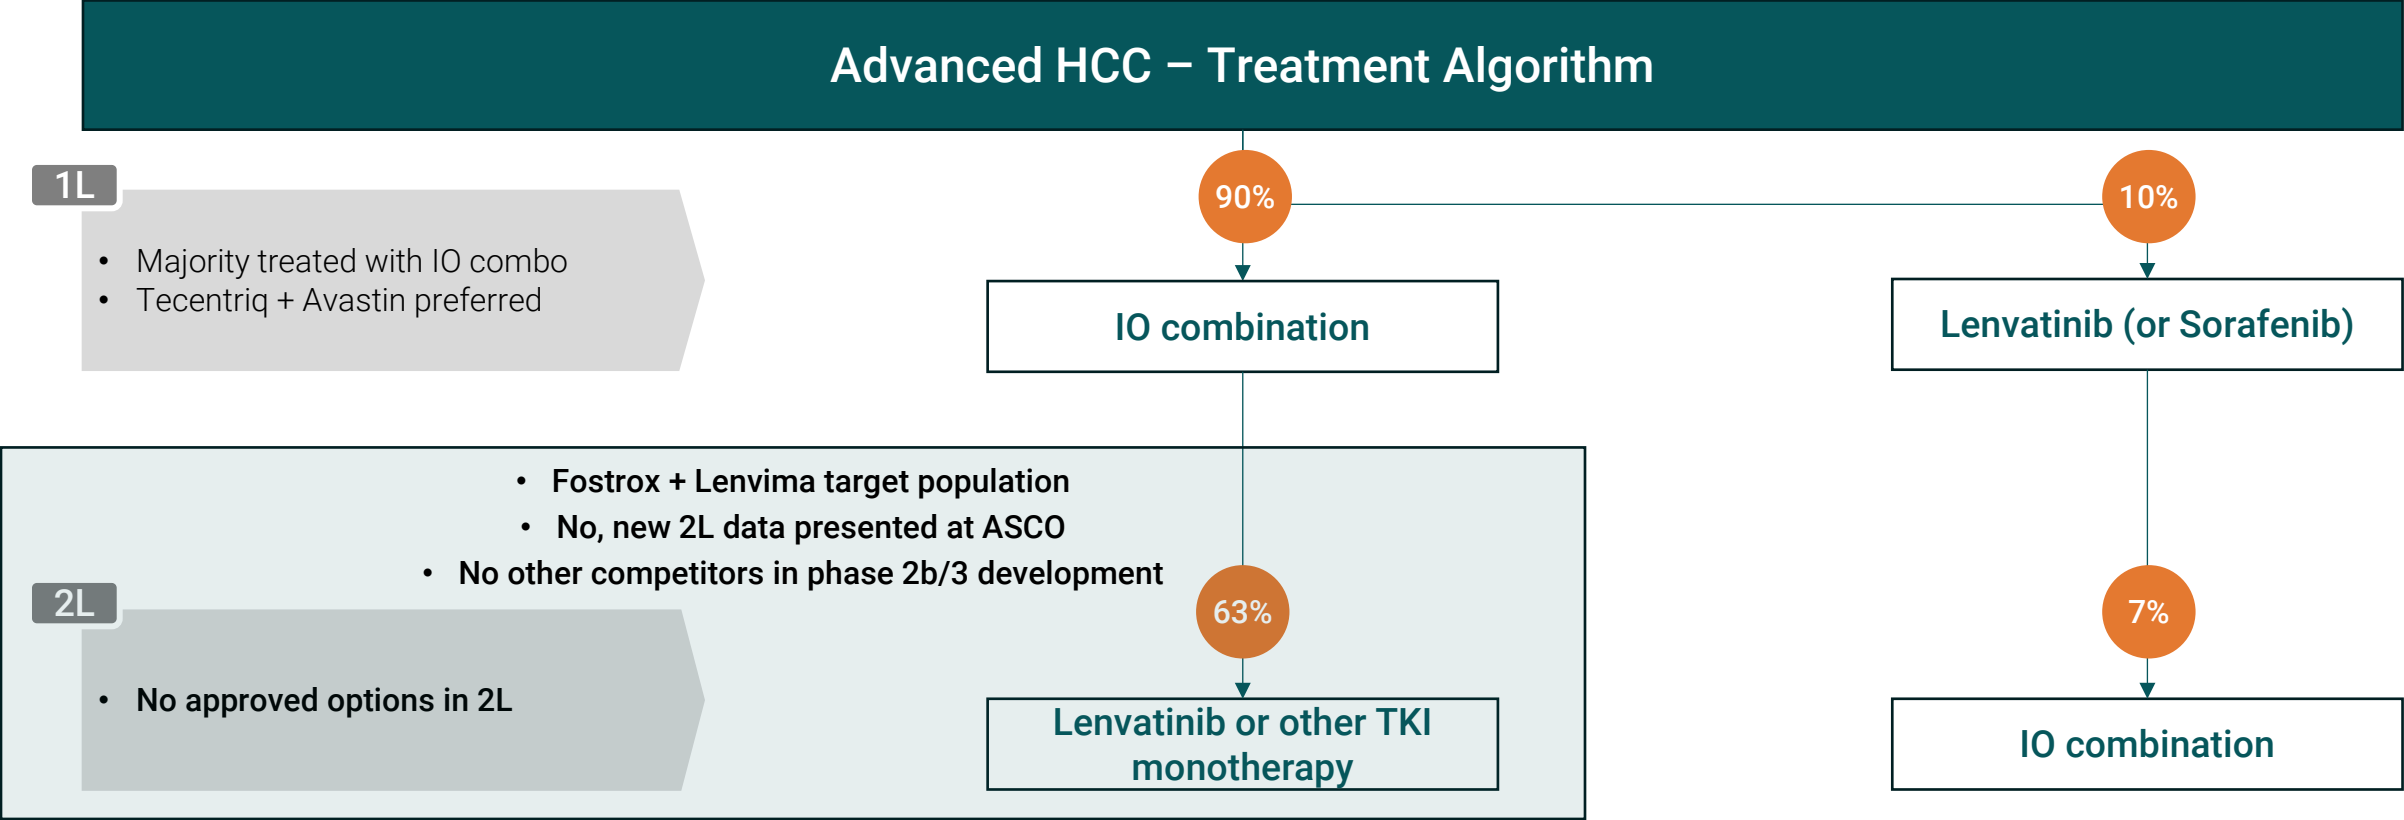 Advanced HCC – Treatment Algorithm
1L
90%
10%
• Majority treated with IO combo
• Tecentriq + Avastin preferred
IO combination
Lenvatinib (or Sorafenib)
• Fostrox + Lenvima target population
• No, new 2L data presented at ASCO
• No other competitors in phase 2b/3 development
2L
63%
7%
• No approved options in 2L
Lenvatinib or other TKI
monotherapy
IO combination